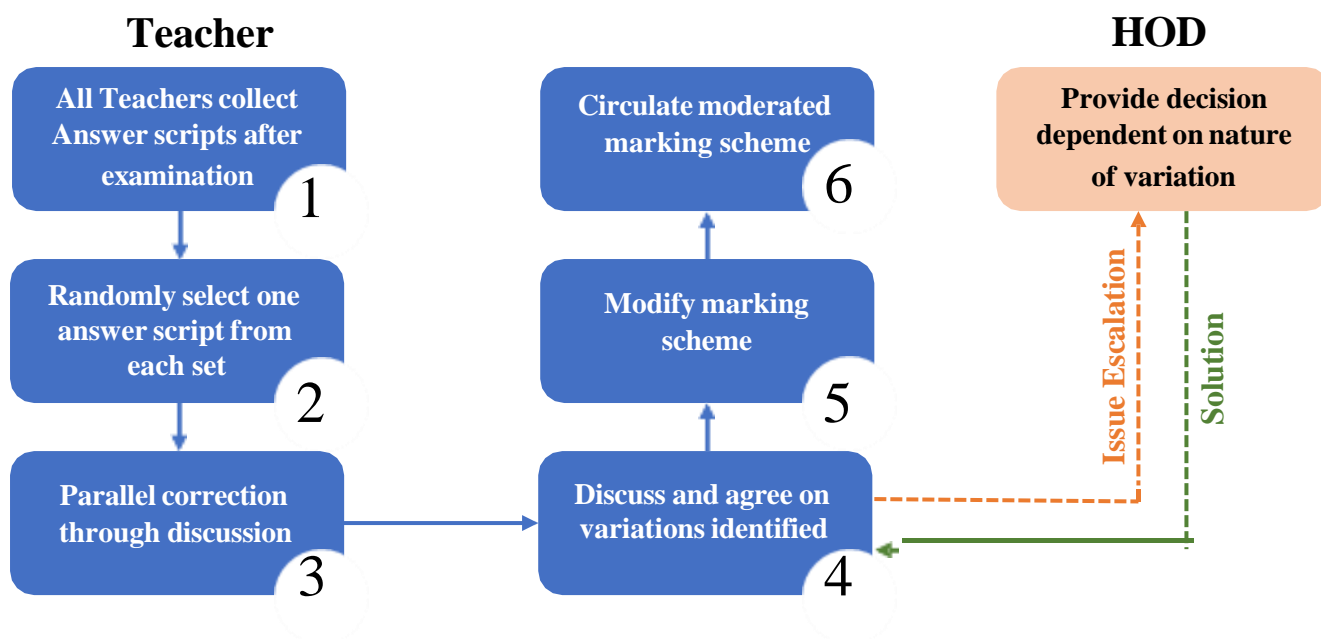 Teacher
All Teachers collect
Answer scripts after
examination
1
Randomly select one
answer script from
each set
2
Parallel correction
through discussion
3
Discuss and agree on
variations identified
4
Modify marking
scheme
5
Circulate moderated
marking scheme
6
HOD
Provide decision
dependent on nature
of variation
Issue Escalation
Solution